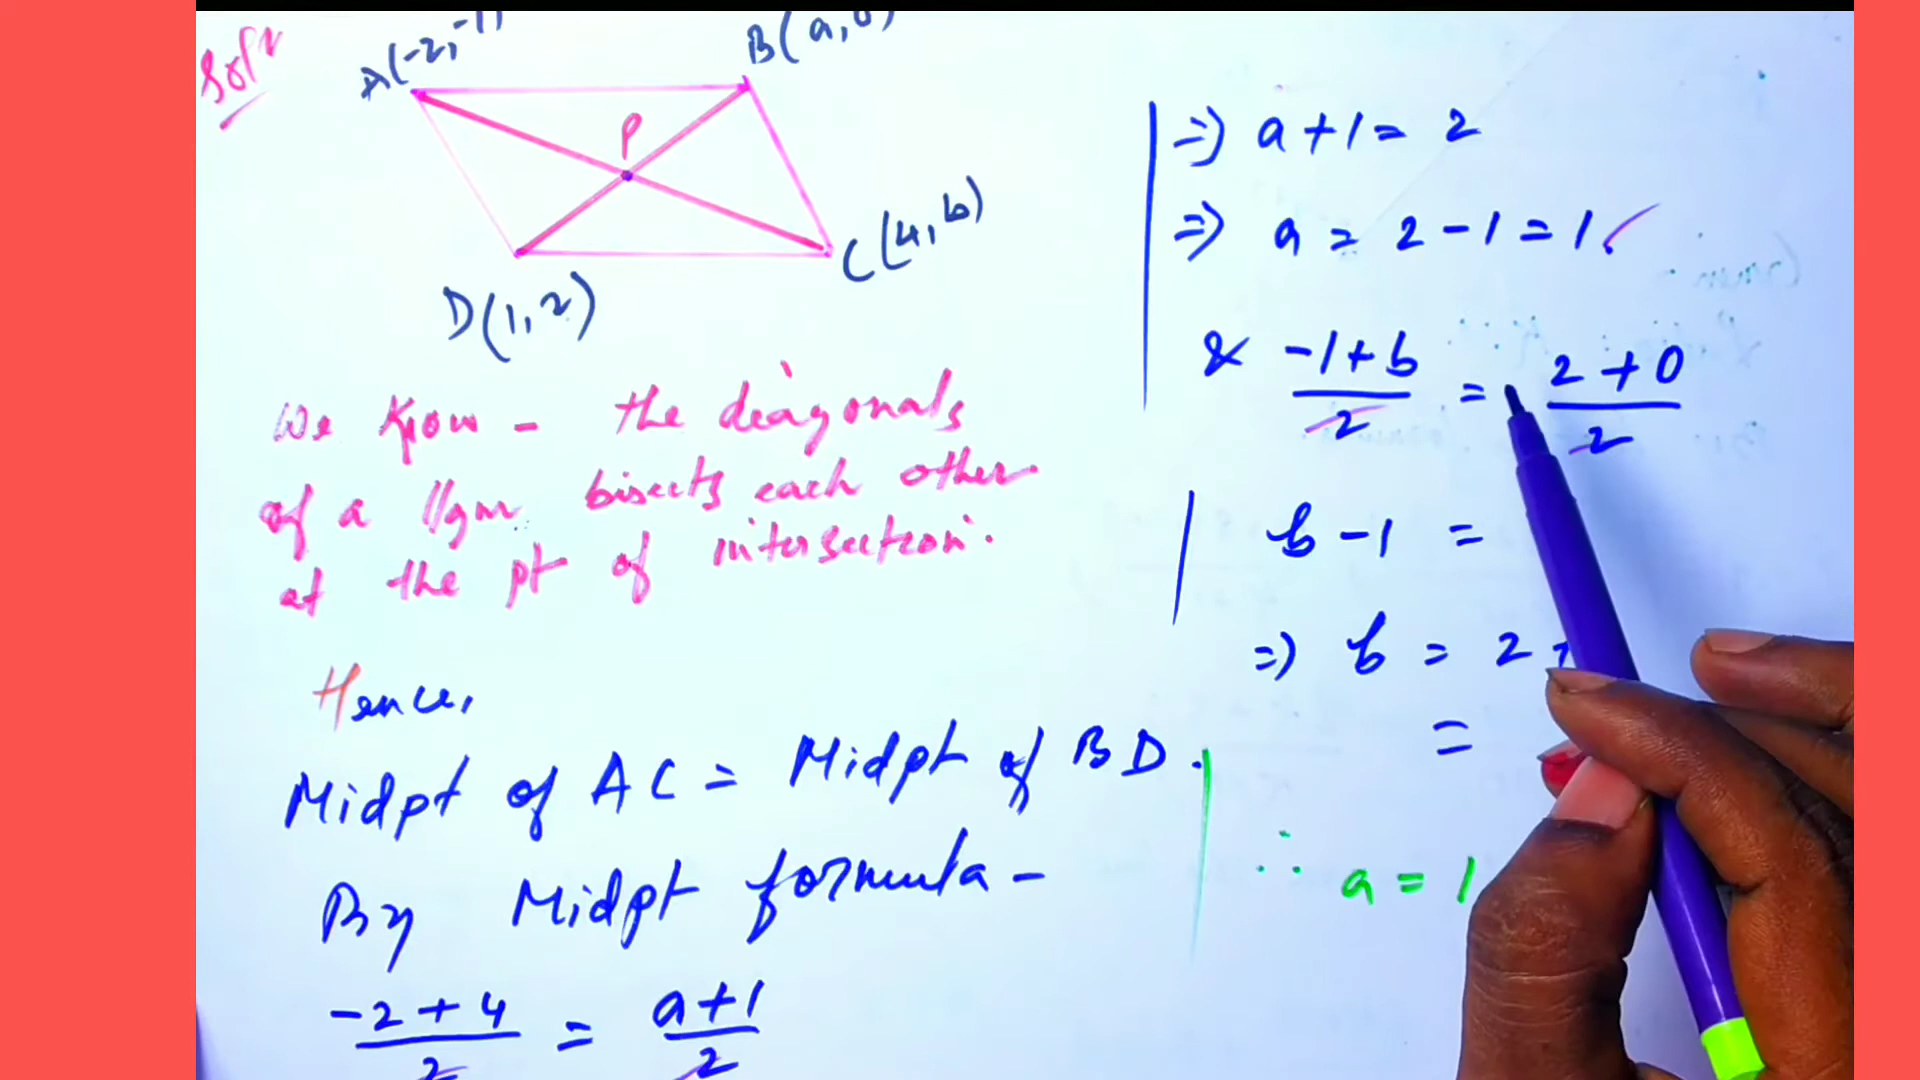 Soln
A(-2,-1)
B(a,0)
P
C(4,b)
D(1,2)
We know - the diagonals
of a //gm bisects each other.
at the pt of intersection.
Hence,
Midpt of AC = Midpt of BD.
By Midpt formula -
-2+4/2 = a+1/2
=) a+1 = 2
=) a = 2-1 = 1
& -1+b/2 = 2+0/2
b-1 =
=) b = 2
=
∴ a = 1